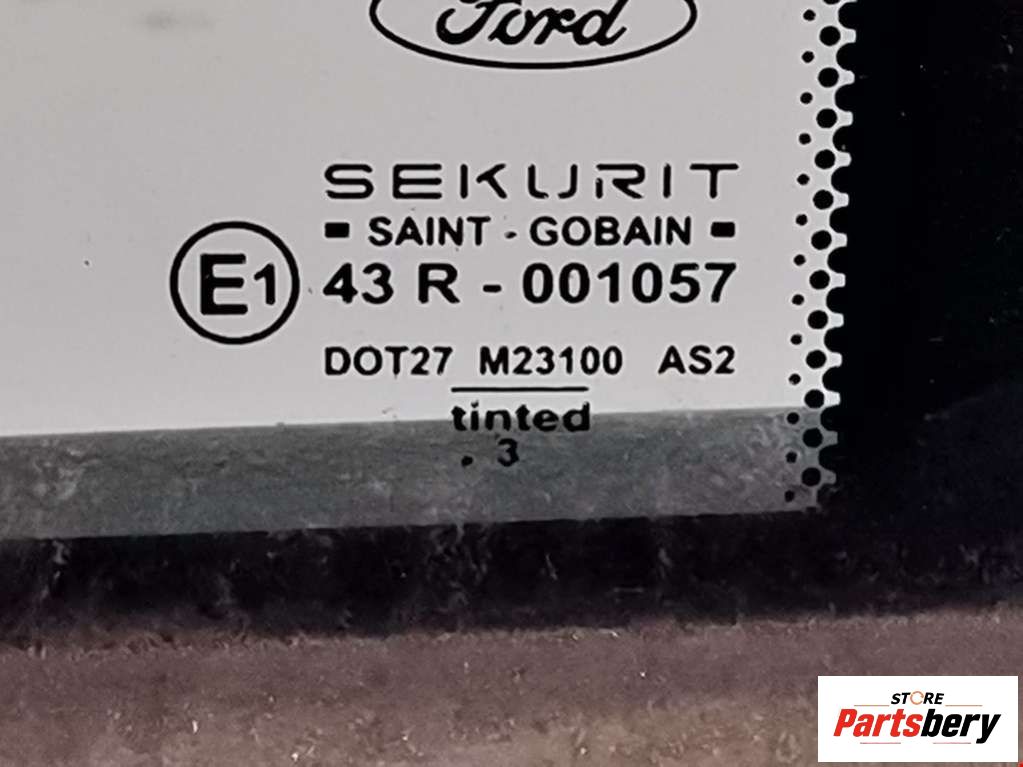 Ford
SEKURIT
SAINT - GOBAIN
E1 43 R - 001057
DOT27 M23100 AS2
tinted
. 3
STORE
Partsbery